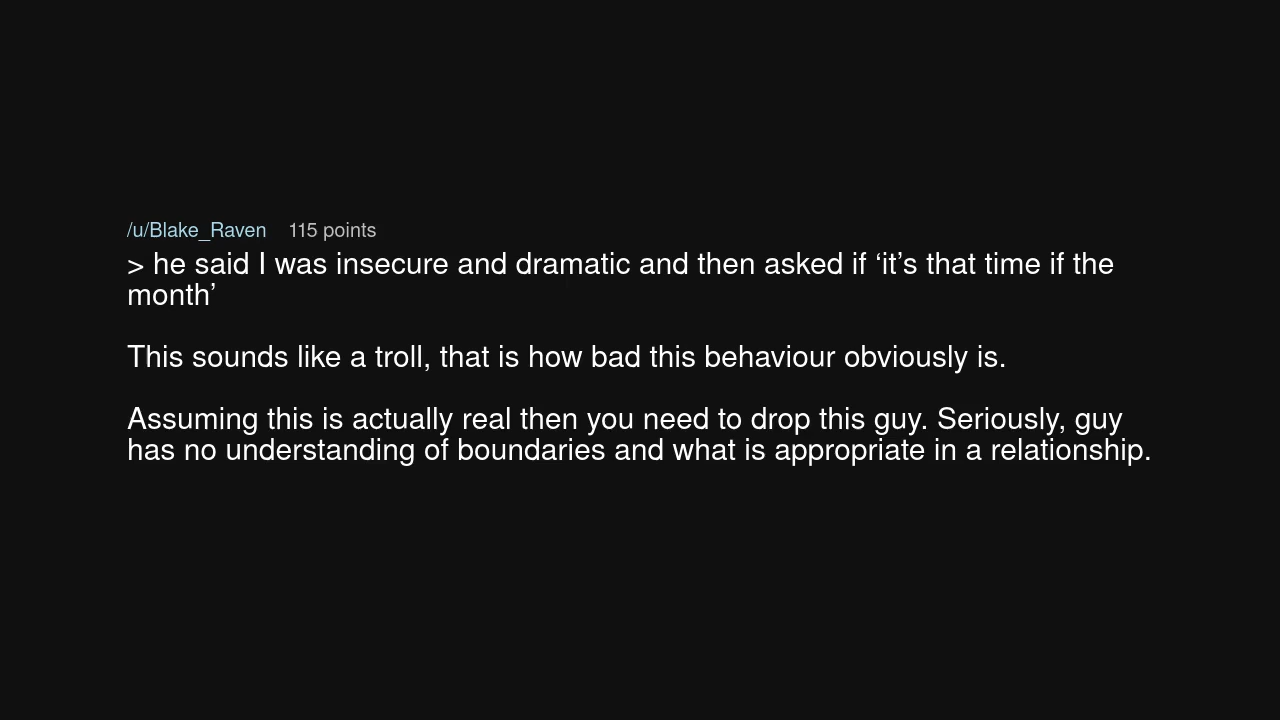 /u/Blake_Raven 115 points
> he said I was insecure and dramatic and then asked if ‘it’s that time if the
month’
This sounds like a troll, that is how bad this behaviour obviously is.
Assuming this is actually real then you need to drop this guy. Seriously, guy
has no understanding of boundaries and what is appropriate in a relationship.